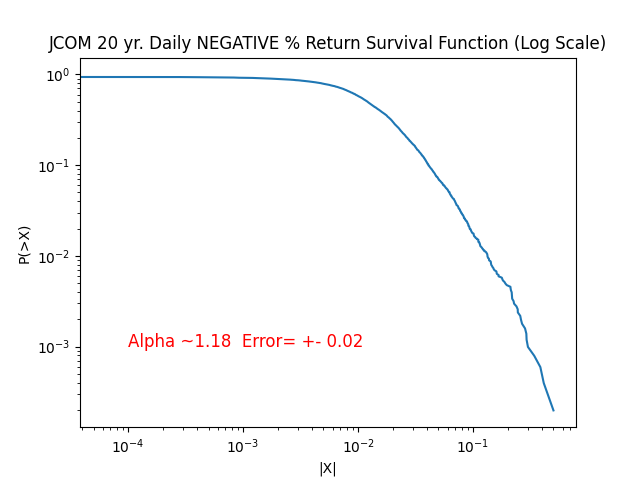 JCOM 20 yr. Daily NEGATIVE % Return Survival Function (Log Scale)
10⁰
10⁻¹
10⁻²
10⁻³
P(>X)
Alpha ~1.18  Error= +- 0.02
10⁻⁴ 10⁻³ 10⁻² 10⁻¹
|X|